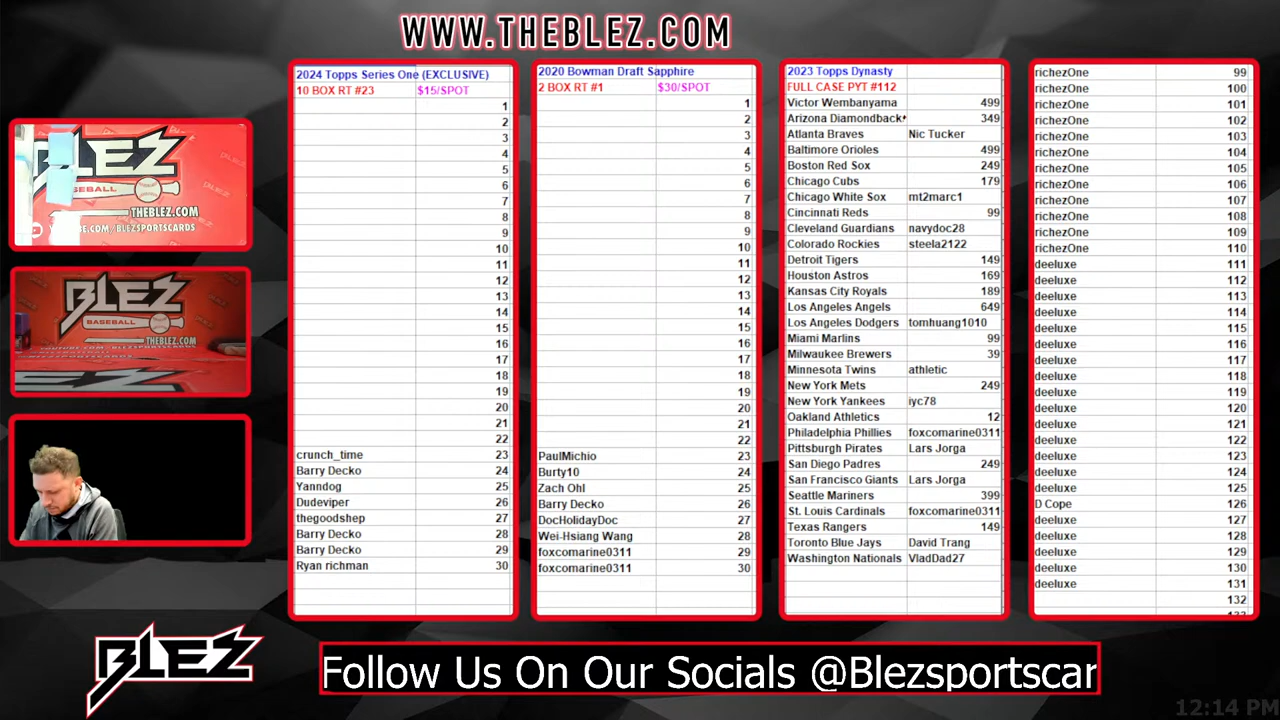 WWW.THEBLEZ.COM
BLEZ
BASEBALL
THEBLEZ.COM
BLEZ
BASEBALL
THEBLEZ.COM
2024 Topps Series One (EXCLUSIVE)
10 BOX RT #23 $15/SPOT
1
2
3
4
5
6
7
8
9
10
11
12
13
14
15
16
17
18
19
20
21
22
crunch_time 23
Barry Decko 24
Yanndog 25
Dudeviper 26
thegoodshep 27
Barry Decko 28
Barry Decko 29
Ryan richman 30
2020 Bowman Draft Sapphire
2 BOX RT #1 $30/SPOT
1
2
3
4
5
6
7
8
9
10
11
12
13
14
15
16
17
18
19
20
21
22
PaulMichio 23
Burty10 24
Zach Ohl 25
Barry Decko 26
DocHolidayDoc 27
Wei-Hsiang Wang 28
foxcomarine0311 29
foxcomarine0311 30
2023 Topps Dynasty
FULL CASE PYT #112
Victor Wembanyama 499
Arizona Diamondback 349
Atlanta Braves Nic Tucker
Baltimore Orioles 499
Boston Red Sox 249
Chicago Cubs 179
Chicago White Sox mt2marc1
Cincinnati Reds 99
Cleveland Guardians navydoc28
Colorado Rockies steela2122
Detroit Tigers 149
Houston Astros 169
Kansas City Royals 189
Los Angeles Angels 649
Los Angeles Dodgers tomhuang1010
Miami Marlins 99
Milwaukee Brewers 39
Minnesota Twins athletic
New York Mets 249
New York Yankees iyc78
Oakland Athletics 12
Philadelphia Phillies foxcomarine0311
Pittsburgh Pirates Lars Jorga
San Diego Padres 249
San Francisco Giants Lars Jorga
Seattle Mariners 399
St. Louis Cardinals foxcomarine0311
Texas Rangers 149
Toronto Blue Jays David Trang
Washington Nationals VladDad27
richezOne 99
richezOne 100
richezOne 101
richezOne 102
richezOne 103
richezOne 104
richezOne 105
richezOne 106
richezOne 107
richezOne 108
richezOne 109
richezOne 110
deeluxe 111
deeluxe 112
deeluxe 113
deeluxe 114
deeluxe 115
deeluxe 116
deeluxe 117
deeluxe 118
deeluxe 119
deeluxe 120
deeluxe 121
deeluxe 122
deeluxe 123
deeluxe 124
deeluxe 125
D Cope 126
deeluxe 127
deeluxe 128
deeluxe 129
deeluxe 130
deeluxe 131
132
BLEZ
Follow Us On Our Socials @Blezsportscar
12:14 PM